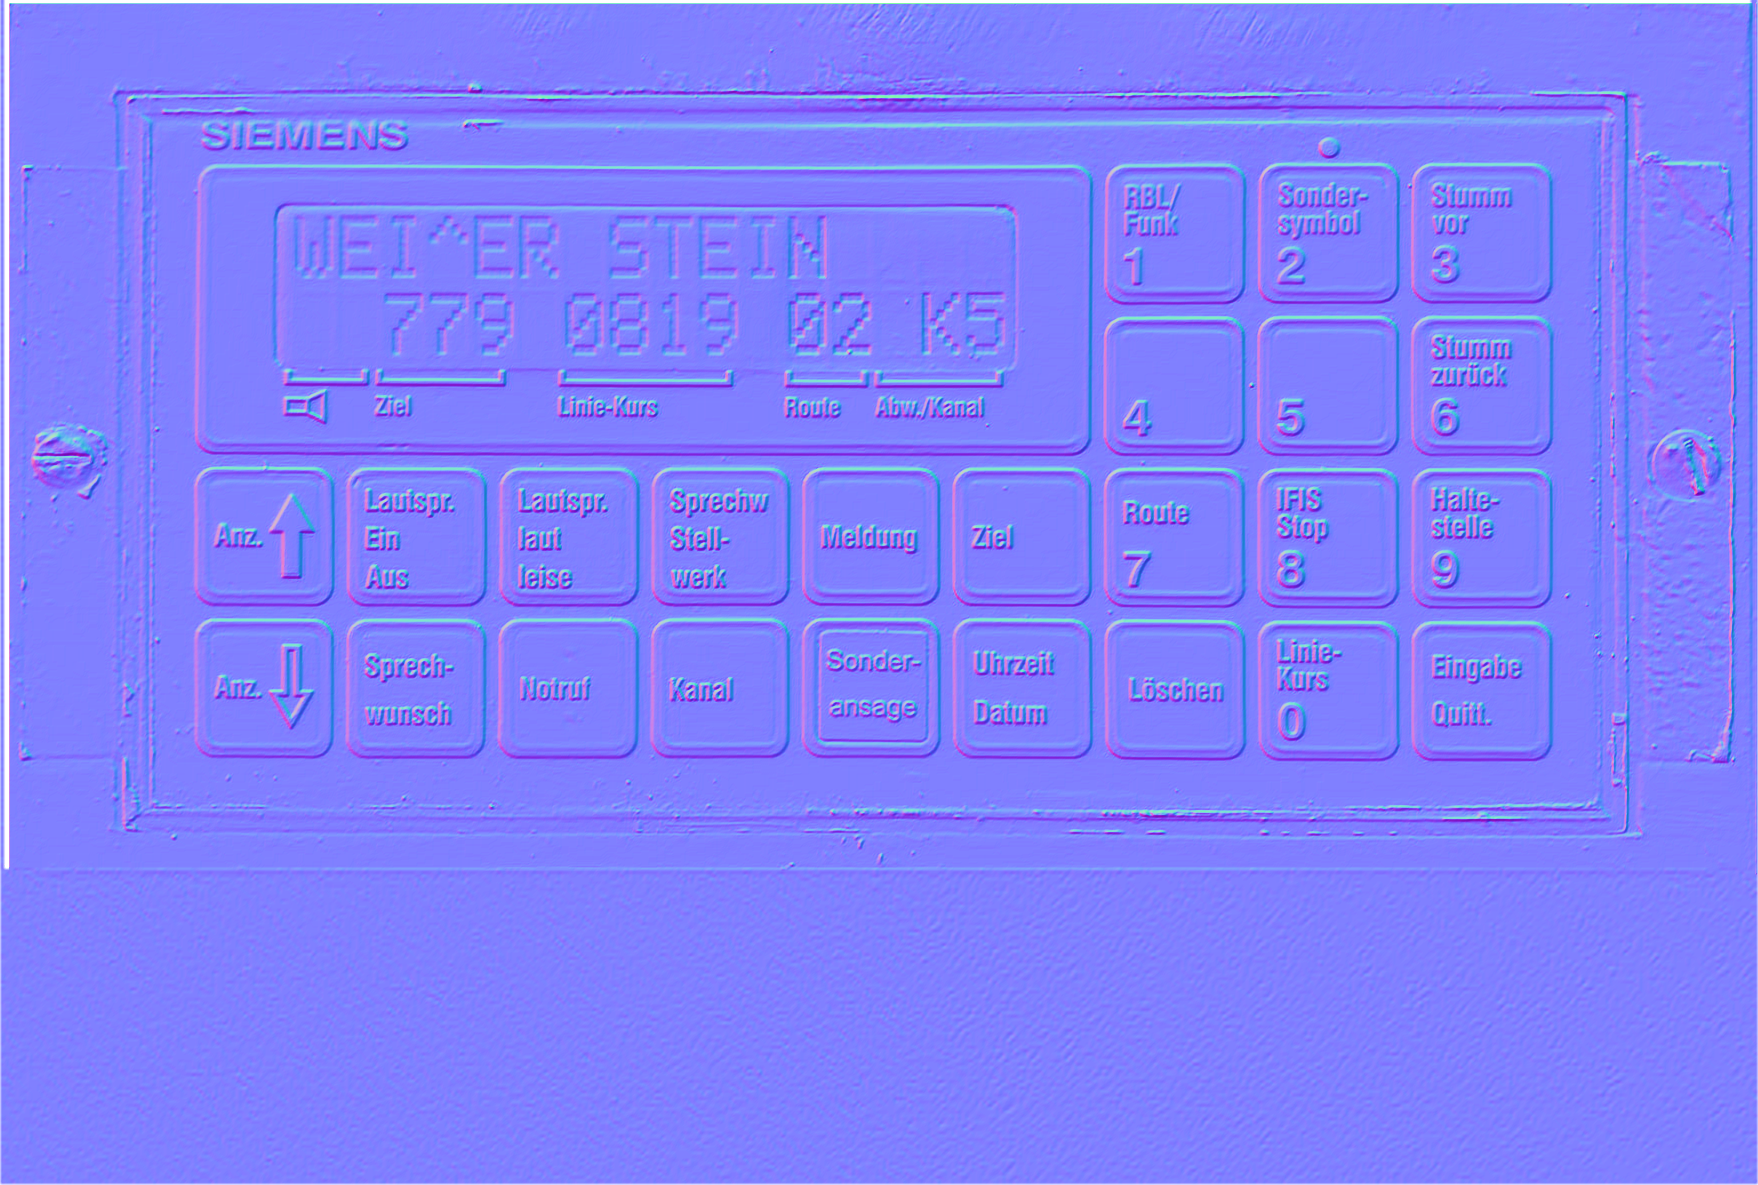 SIEMENS
WEI^ER STEIN
779 0819 02 K5
Ziel Linie-Kurs Route Abw./Kanal
RBL/
Funk
1
Sonder-
symbol
2
Stumm
vor
3
4
5
Stumm
zurück
6
Anz.
Lautspr.
Ein
Aus
Lautspr.
laut
leise
Sprechw
Stell-
werk
Meldung
Ziel
Route
7
IFIS
Stop
8
Halte-
stelle
9
Anz.
Sprech-
wunsch
Notruf
Kanal
Sonder-
ansage
Uhrzeit
Datum
Löschen
Linie-
Kurs
0
Eingabe
Quitt.